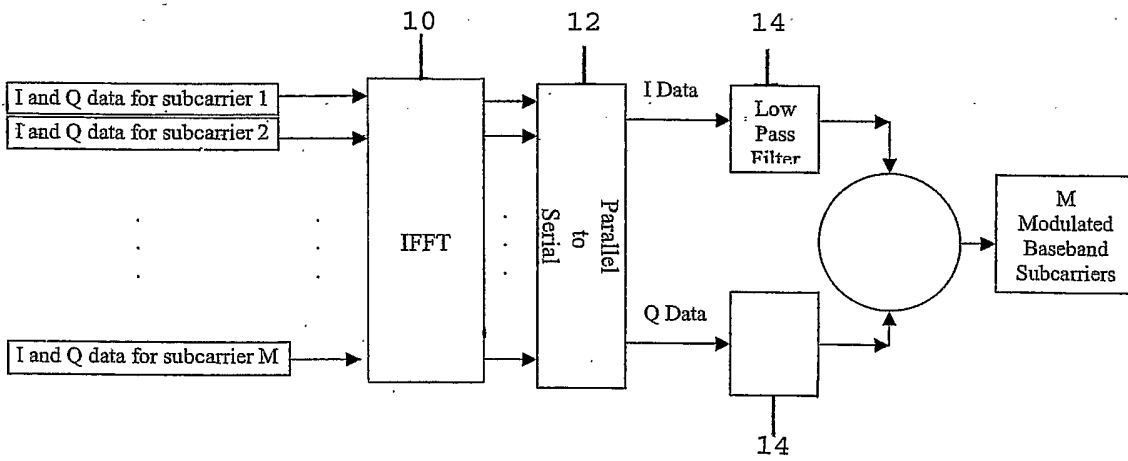 10
12
14
I and Q data for subcarrier 1
I and Q data for subcarrier 2
I and Q data for subcarrier M
IFFT
Parallel
to
Serial
I Data
Q Data
Low
Pass
Filter
M
Modulated
Baseband
Subcarriers
14